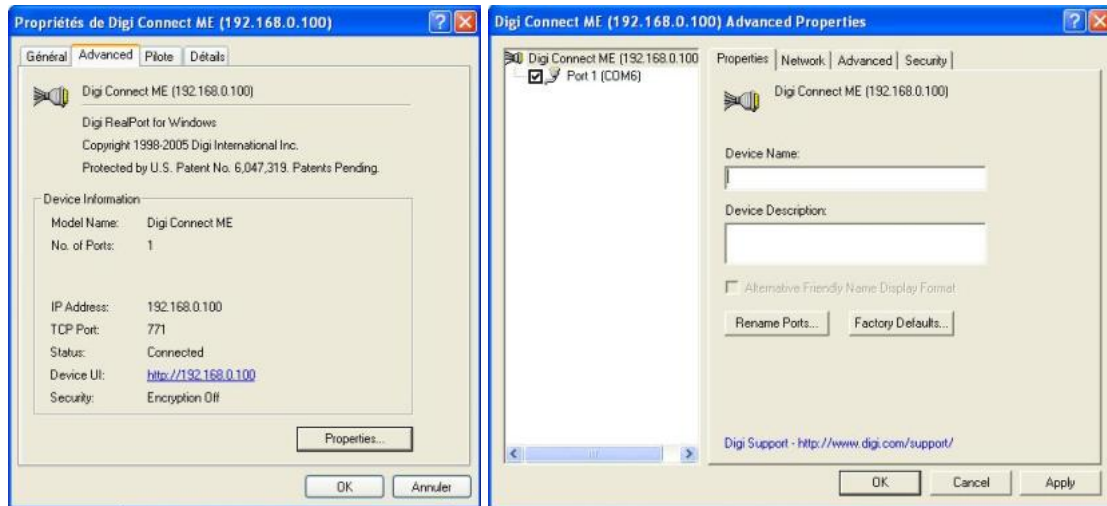 Propriétés de Digi Connect ME (192.168.0.100)
Général Advanced Pilote Détails
Digi Connect ME (192.168.0.100)
Digi RealPort for Windows
Copyright 1998-2005 Digi International Inc.
Protected by U.S. Patent No. 6,047,319. Patents Pending.
Device Information
Model Name: Digi Connect ME
No. of Ports: 1
IP Address: 192.168.0.100
TCP Port: 771
Status: Connected
Device UI: http://192.168.0.100
Security: Encryption Off
Properties...
OK Annuler
Digi Connect ME (192.168.0.100) Advanced Properties
Digi Connect ME (192.168.0.100
Port 1 (COM6)
Properties Network Advanced Security
Digi Connect ME (192.168.0.100)
Device Name:
Device Description:
Alternative Friendly Name Display Format
Rename Ports... Factory Defaults...
Digi Support - http://www.digi.com/support/
OK Cancel Apply